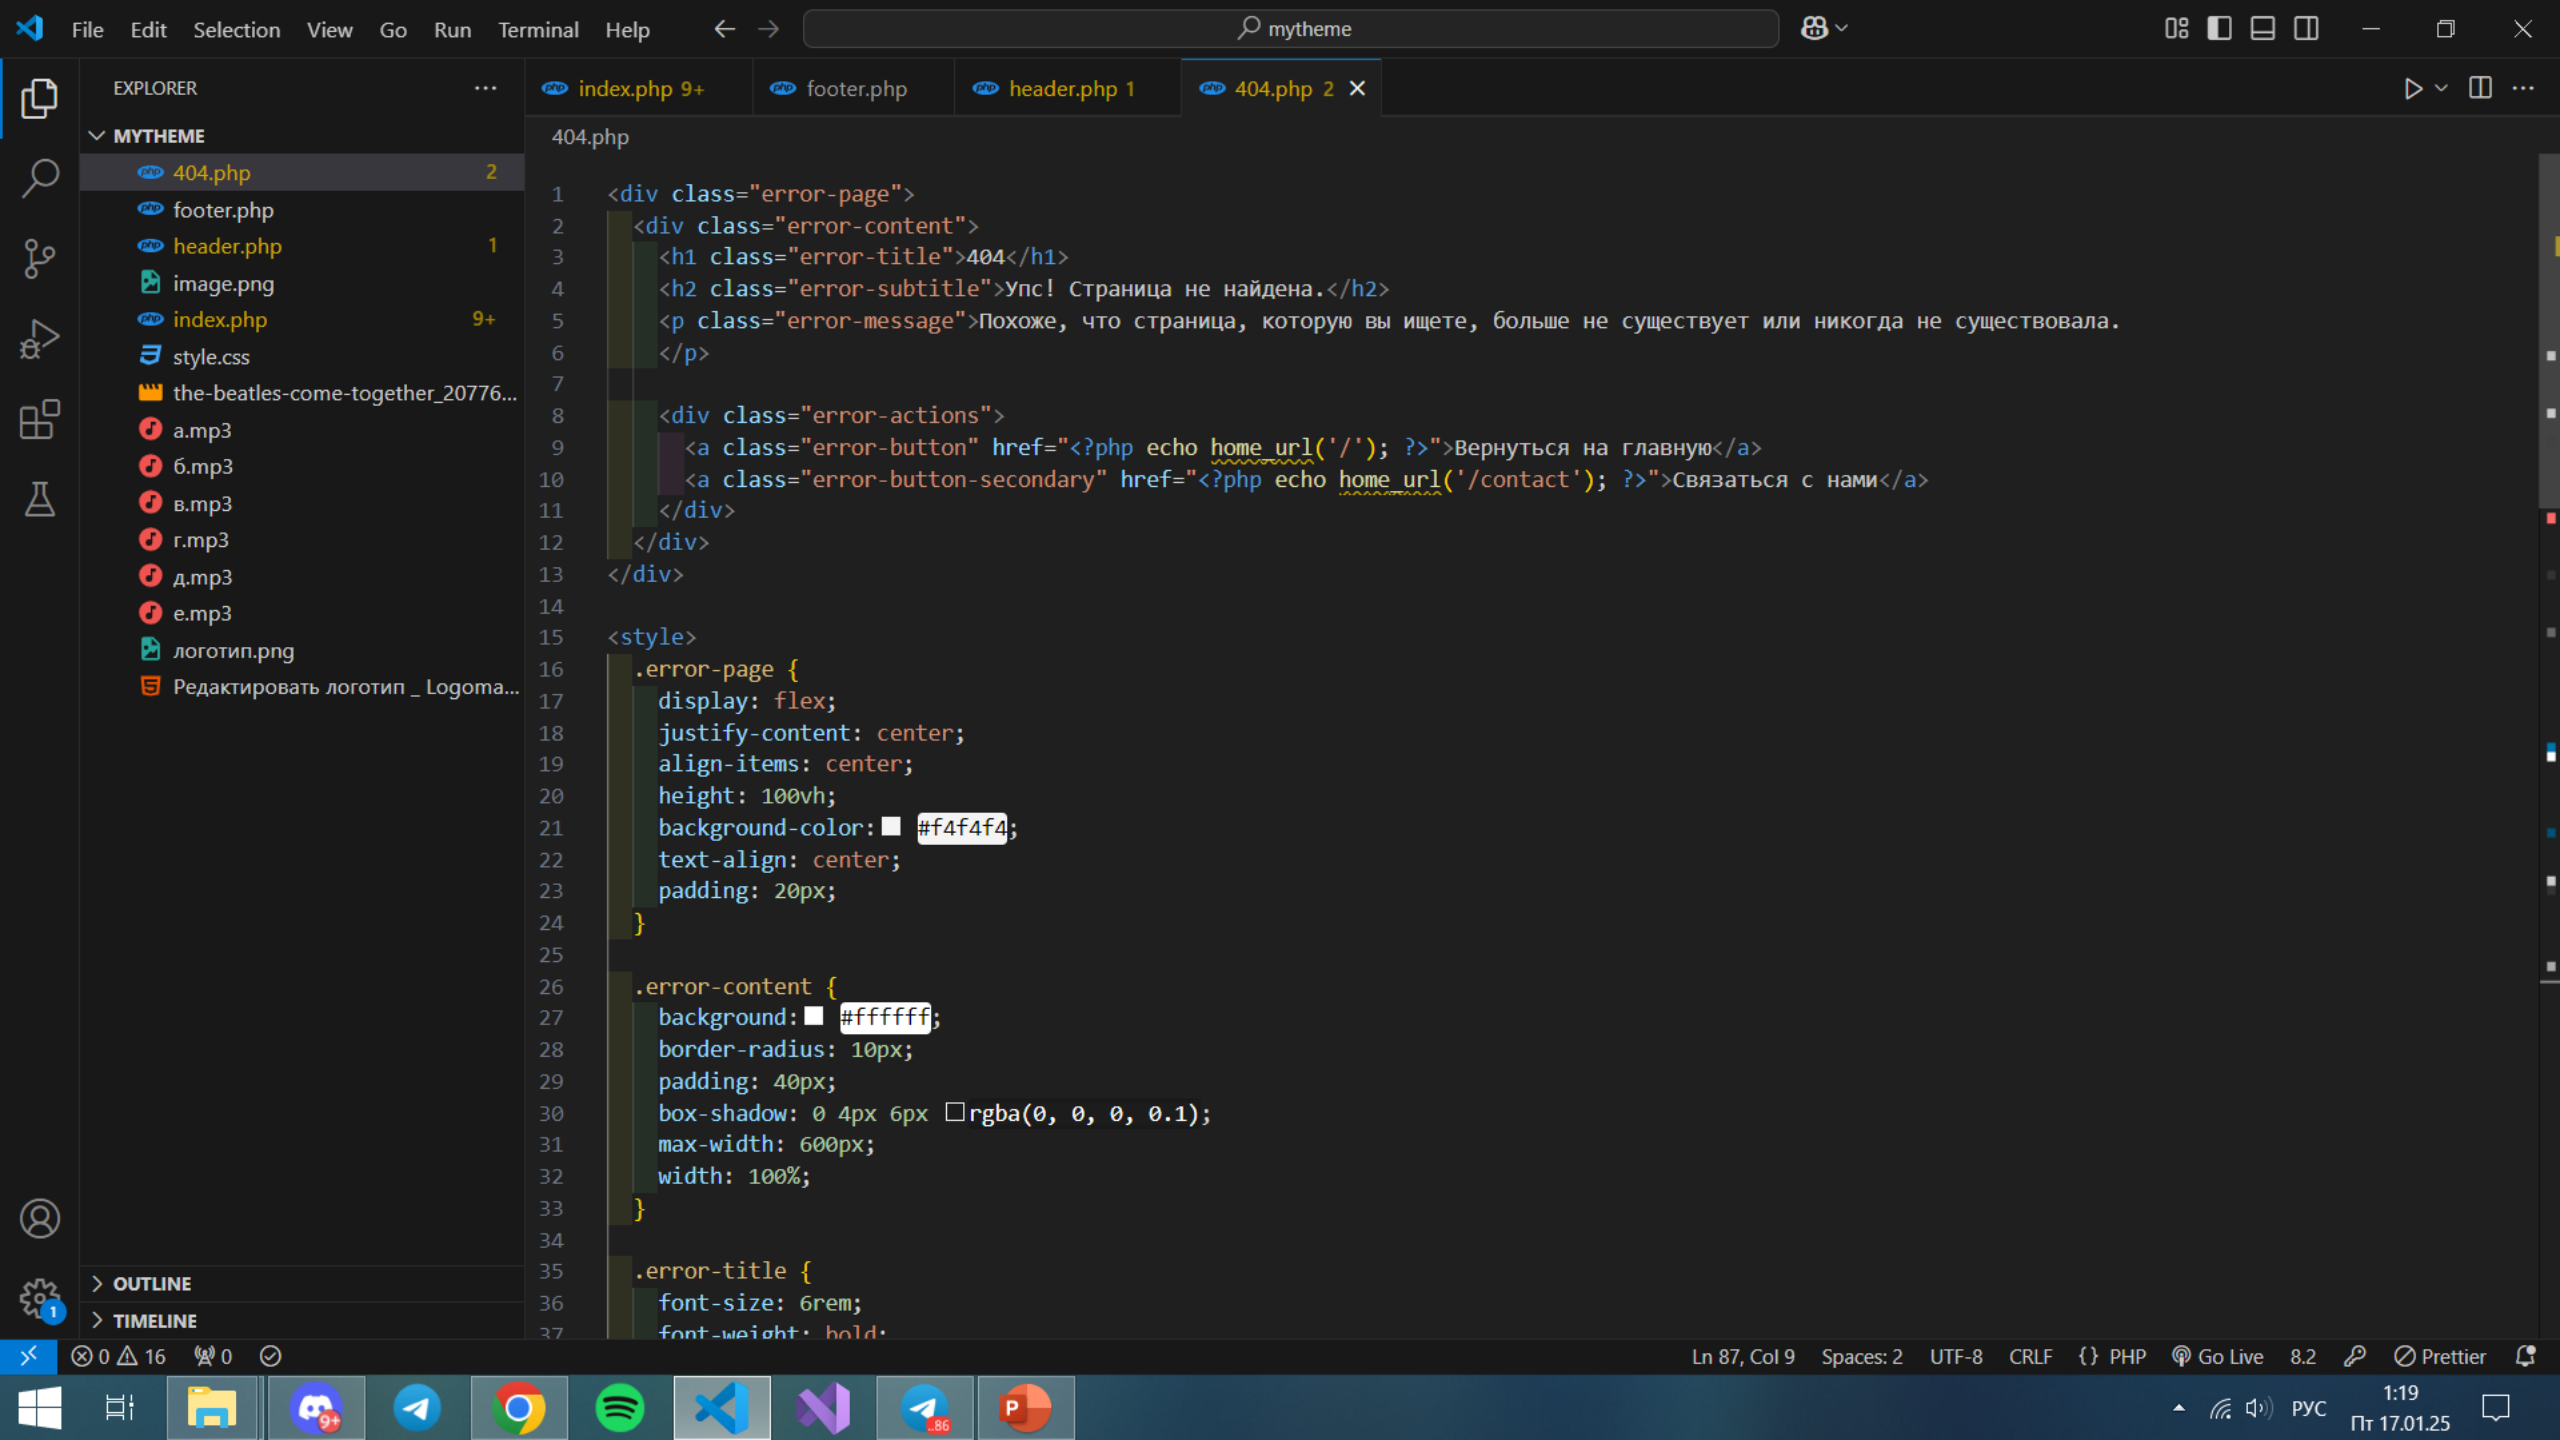 File Edit Selection View Go Run Terminal Help mytheme
EXPLORER
MYTHEME
404.php 2
footer.php
header.php 1
image.png
index.php 9+
style.css
the-beatles-come-together_20776...
а.mp3
б.mp3
в.mp3
г.mp3
д.mp3
е.mp3
логотип.png
Редактировать логотип _ Logoma...
OUTLINE
TIMELINE
index.php 9+ footer.php header.php 1 404.php 2
404.php
1 <div class="error-page">
2 <div class="error-content">
3 <h1 class="error-title">404</h1>
4 <h2 class="error-subtitle">Упс! Страница не найдена.</h2>
5 <p class="error-message">Похоже, что страница, которую вы ищете, больше не существует или никогда не существовала.
6 </p>
7
8 <div class="error-actions">
9 <a class="error-button" href="<?php echo home_url('/'); ?>">Вернуться на главную</a>
10 <a class="error-button-secondary" href="<?php echo home_url('/contact'); ?>">Связаться с нами</a>
11 </div>
12 </div>
13 </div>
14
15 <style>
16 .error-page {
17 display: flex;
18 justify-content: center;
19 align-items: center;
20 height: 100vh;
21 background-color: #f4f4f4;
22 text-align: center;
23 padding: 20px;
24 }
25
26 .error-content {
27 background: #ffffff;
28 border-radius: 10px;
29 padding: 40px;
30 box-shadow: 0 4px 6px rgba(0, 0, 0, 0.1);
31 max-width: 600px;
32 width: 100%;
33 }
34
35 .error-title {
36 font-size: 6rem;
37 font-weight: bold;
0 16 0 Ln 87, Col 9 Spaces: 2 UTF-8 CRLF {} PHP Go Live 8.2 Prettier
1
9+ ..86 P РУС 1:19
Пт 17.01.25